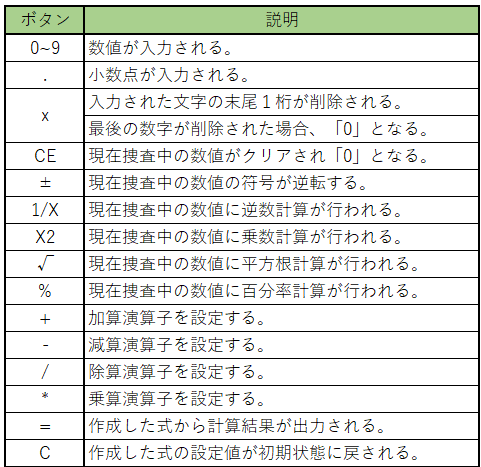 ボタン 説明
0~9 数値が入力される。
. 小数点が入力される。
x 入力された文字の末尾１桁が削除される。
最後の数字が削除された場合、「0」となる。
CE 現在捜査中の数値がクリアされ「0」となる。
± 現在捜査中の数値の符号が逆転する。
1/X 現在捜査中の数値に逆数計算が行われる。
X2 現在捜査中の数値に乗数計算が行われる。
√ 現在捜査中の数値に平方根計算が行われる。
% 現在捜査中の数値に百分率計算が行われる。
+ 加算演算子を設定する。
- 減算演算子を設定する。
/ 除算演算子を設定する。
* 乗算演算子を設定する。
= 作成した式から計算結果が出力される。
C 作成した式の設定値が初期状態に戻される。